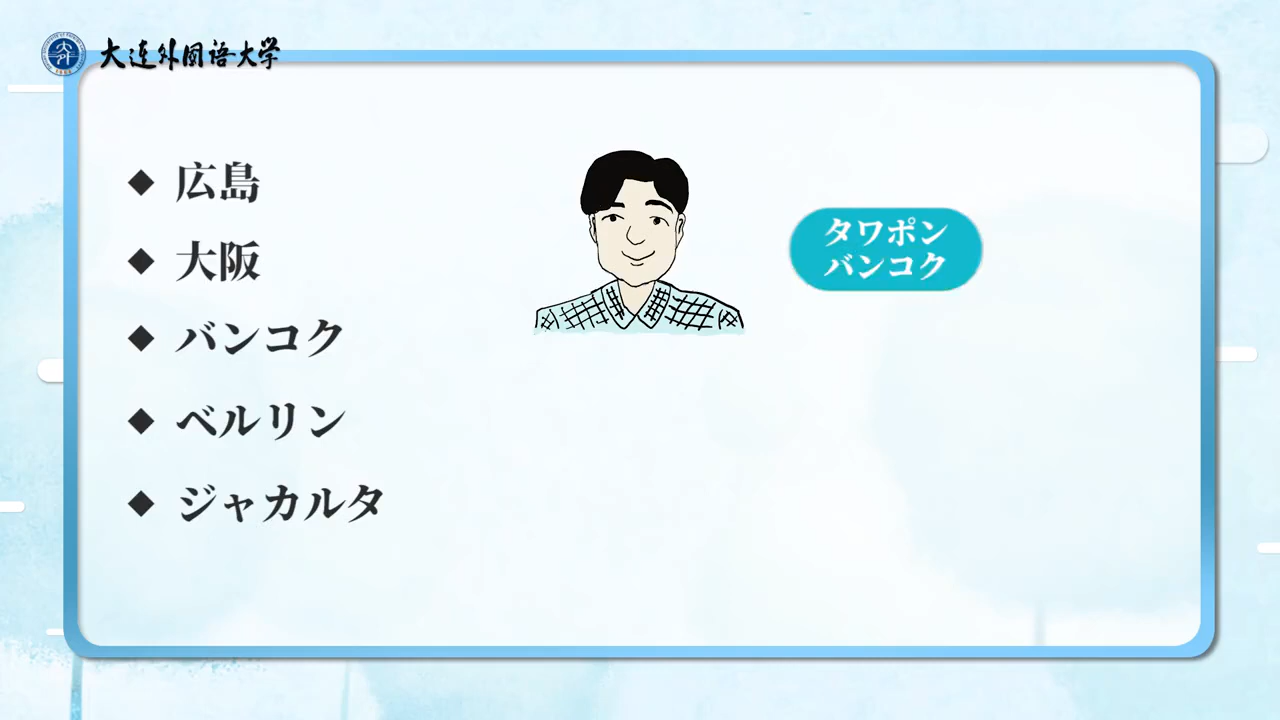 大连外国语大学
広島
大阪
バンコク
ベルリン
ジャカルタ
タワポン
バンコク